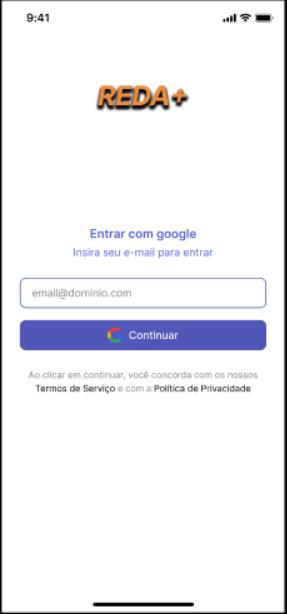 9:41
REDA+
Entrar com google
Insira seu e-mail para entrar
email@dominio.com
Continuar
Ao clicar em continuar, você concorda com os nossos
Termos de Serviço e com a Política de Privacidade